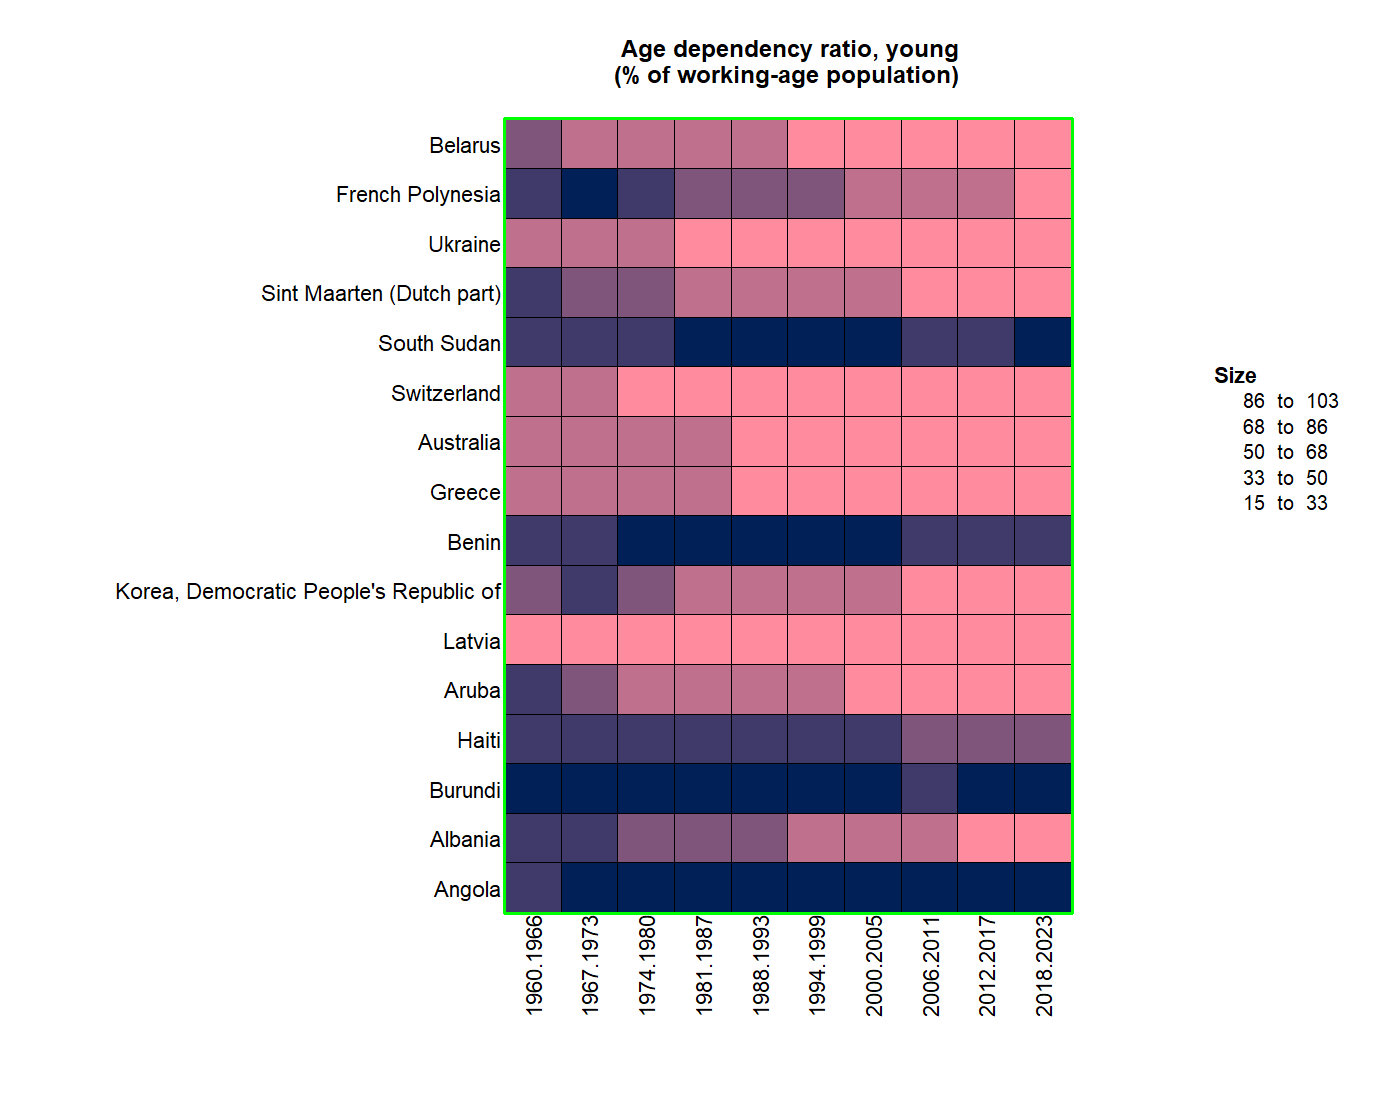 Age dependency ratio, young
(% of working-age population)
Belarus
French Polynesia
Ukraine
Sint Maarten (Dutch part)
South Sudan
Switzerland
Australia
Greece
Benin
Korea, Democratic People's Republic of
Latvia
Aruba
Haiti
Burundi
Albania
Angola
1960.1966
1967.1973
1974.1980
1981.1987
1988.1993
1994.1999
2000.2005
2006.2011
2012.2017
2018.2023
Size
86 to 103
68 to 86
50 to 68
33 to 50
15 to 33